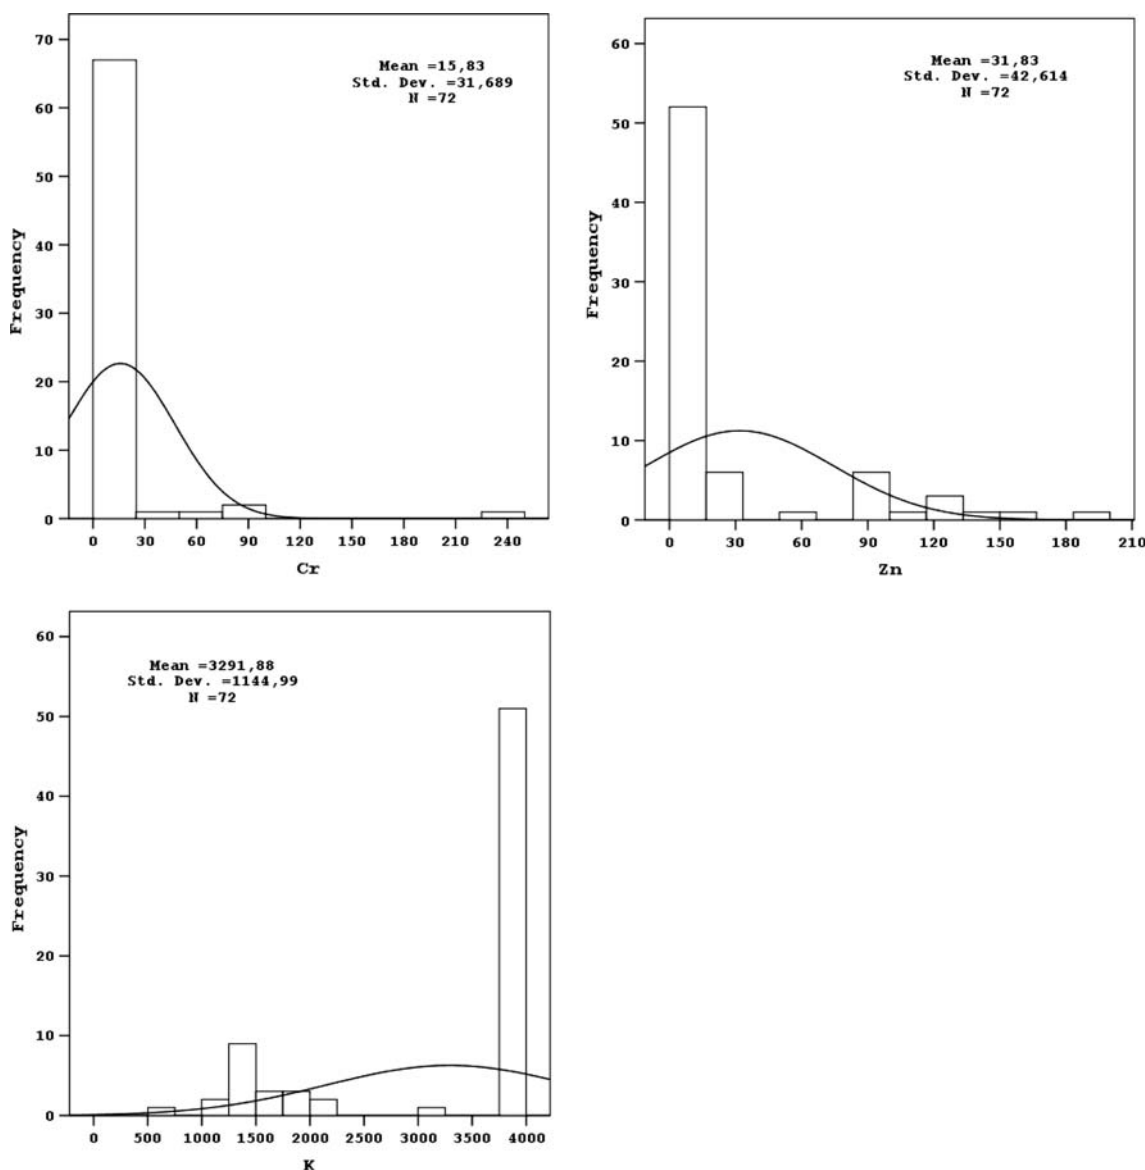 70
60
50
40
30
20
10
0
Frequency
Mean =15,83
Std. Dev. =31,689
N =72
0 30 60 90 120 150 180 210 240
Cr
60
50
40
30
20
10
0
Frequency
Mean =31,83
Std. Dev. =42,614
N =72
0 30 60 90 120 150 180 210
Zn
60
50
40
30
20
10
0
Frequency
Mean =3291,88
Std. Dev. =1144,99
N =72
0 500 1000 1500 2000 2500 3000 3500 4000
K